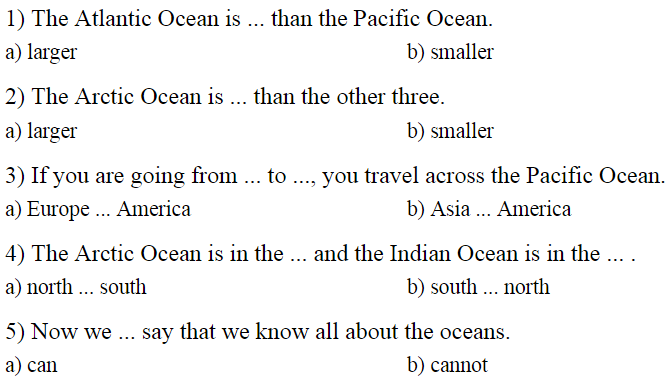 1) The Atlantic Ocean is ... than the Pacific Ocean.
a) larger b) smaller
2) The Arctic Ocean is ... than the other three.
a) larger b) smaller
3) If you are going from ... to ..., you travel across the Pacific Ocean.
a) Europe ... America b) Asia ... America
4) The Arctic Ocean is in the ... and the Indian Ocean is in the ... .
a) north ... south b) south ... north
5) Now we ... say that we know all about the oceans.
a) can b) cannot